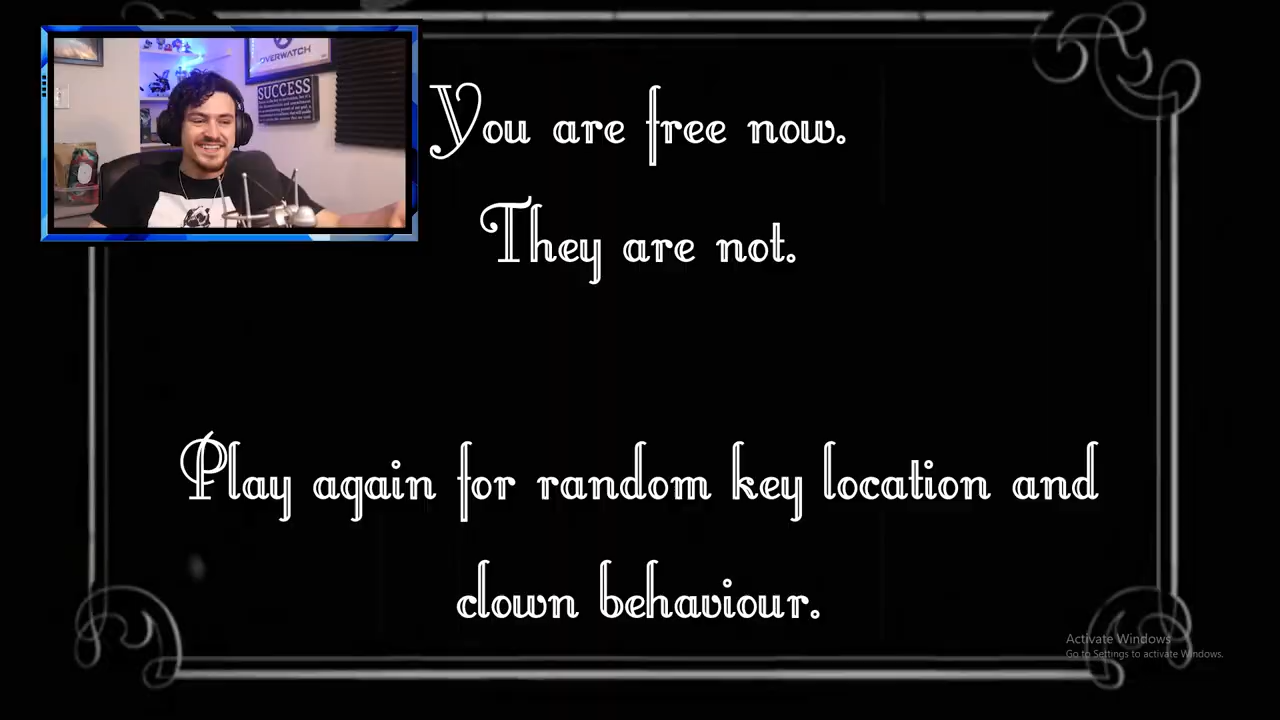 OVERWATCH
SUCCESS
You are free now.
They are not.
Play again for random key location and
clown behaviour.
Activate Windows
Go to Settings to activate Windows.